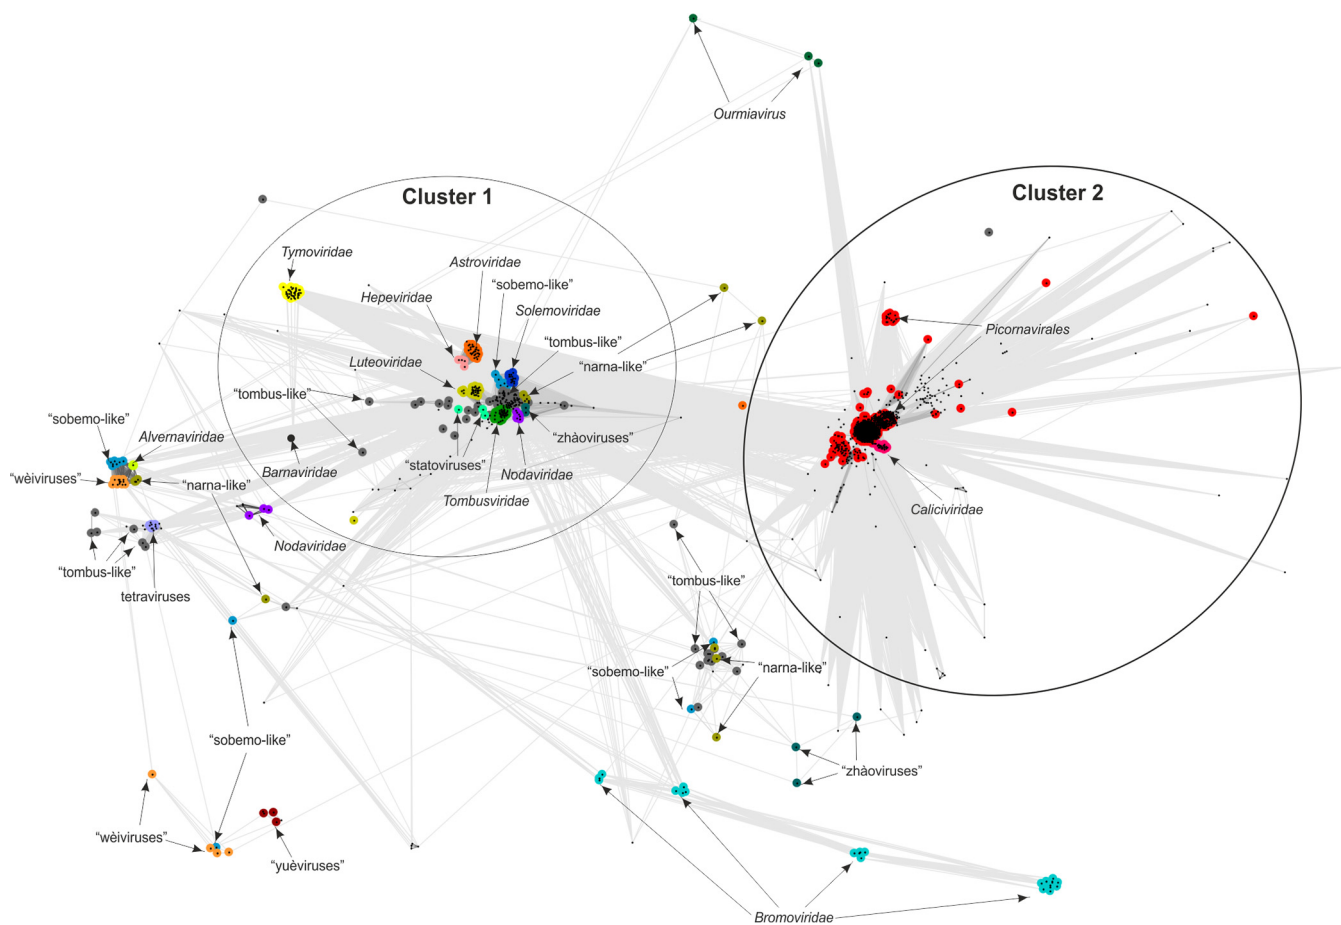 Ourmiavirus
Cluster 1
Cluster 2
Tymoviridae
Astroviridae
“sobemo-like”
Hepeviridae
Solemoviridae
Picornavirales
“tombus-like”
Luteoviridae
“narna-like”
“tombus-like”
“sobemo-like”
Alvernaviridae
“zhàoviruses”
“statoviruses”
Barnaviridae
“wèiviruses”
“narna-like”
Nodaviridae
Tombusviridae
Caliciviridae
Nodaviridae
“tombus-like”
tetraviruses
“tombus-like”
“sobemo-like”
“narna-like”
“sobemo-like”
“zhàoviruses”
“wèiviruses”
“yuèviruses”
Bromoviridae